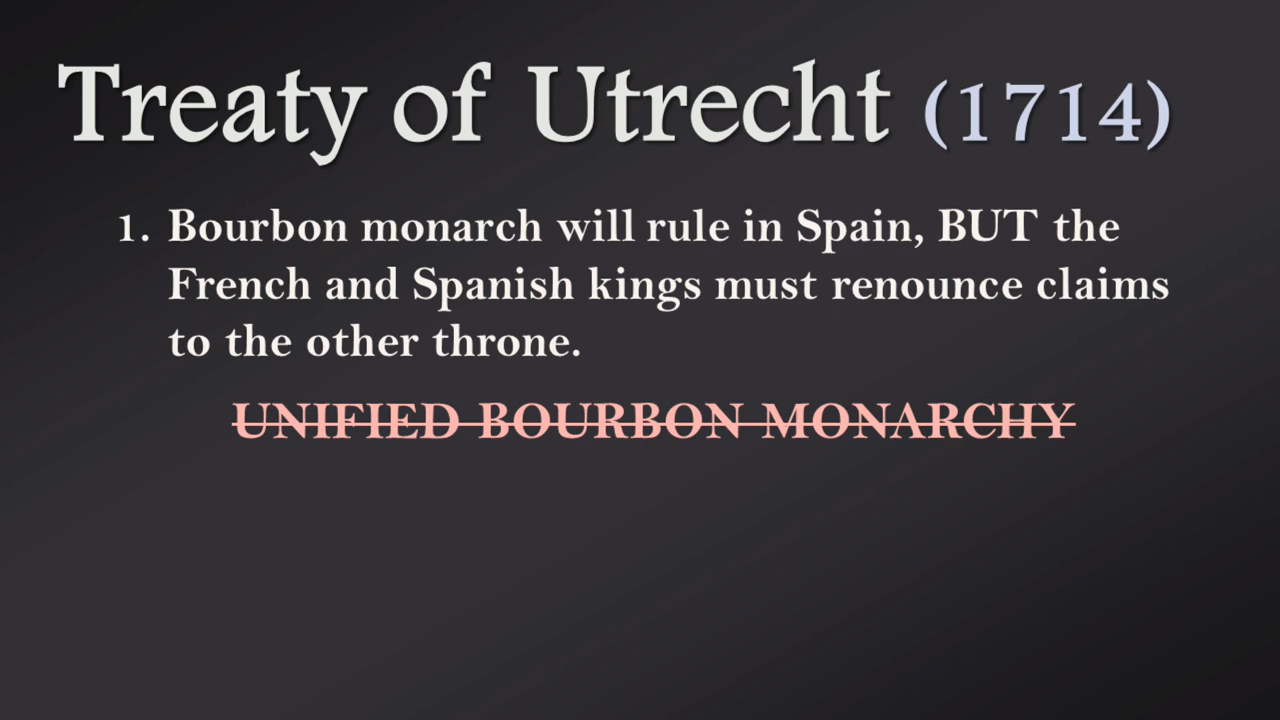 Treaty of Utrecht (1714)
1. Bourbon monarch will rule in Spain, BUT the
French and Spanish kings must renounce claims
to the other throne.
UNIFIED BOURBON MONARCHY